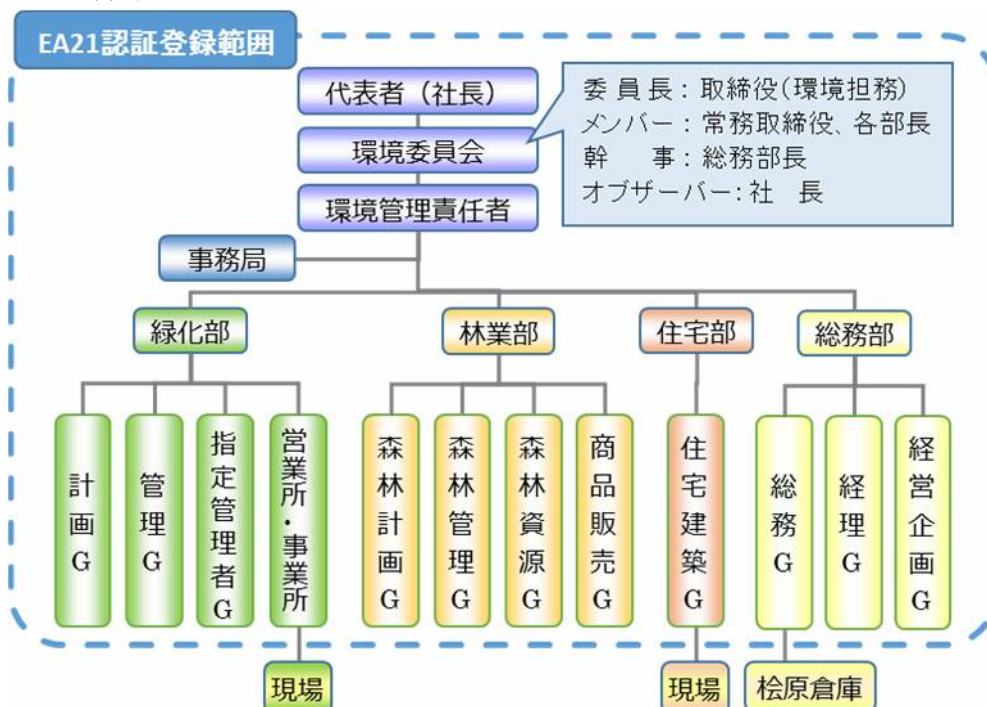 EA21認証登録範囲
代表者（社長）
環境委員会
環境管理責任者
委員長：取締役(環境担務)
メンバー：常務取締役、各部長
幹　事：総務部長
オブザーバー：社　長
事務局
緑化部
林業部
住宅部
総務部
計画G
管理G
指定管理者G
営業所・事業所
森林計画G
森林管理G
森林資源G
商品販売G
住宅建築G
総務G
経理G
経営企画G
現場
現場
桧原倉庫